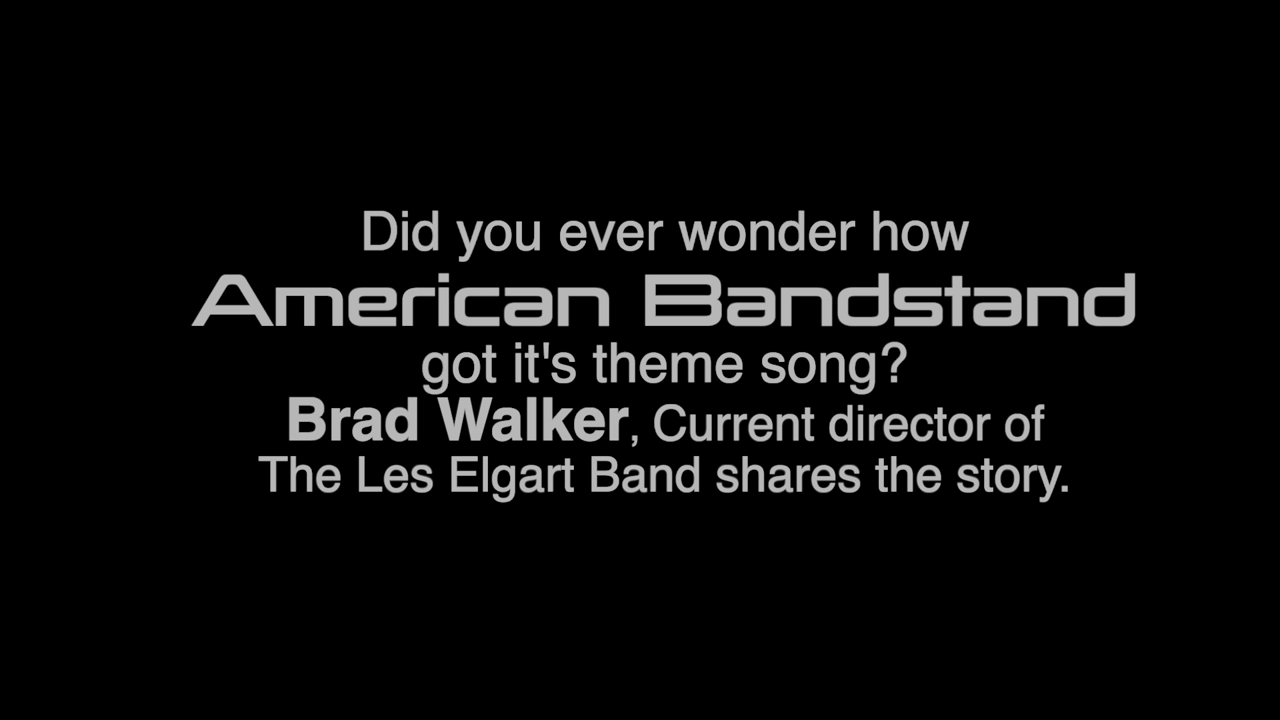 Did you ever wonder how
American Bandstand
got it's theme song?
Brad Walker, Current director of
The Les Elgart Band shares the story.